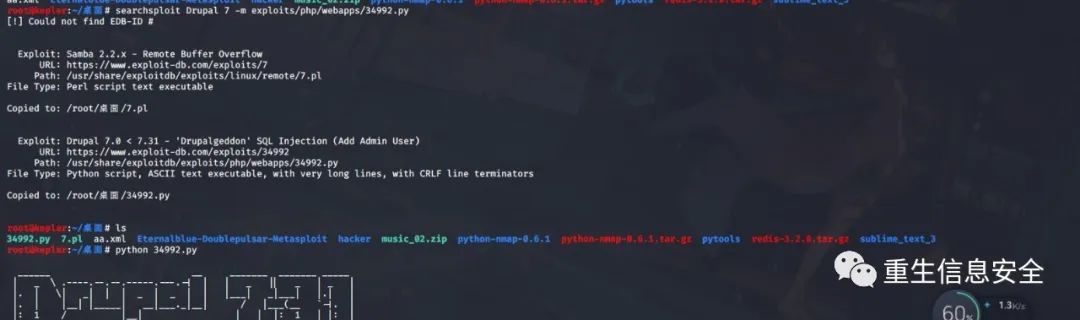 aa.xml Eternalblue-Doublepulsar-Metasploit hacker music_02.zip python-nmap-0.6.1 python-nmap-0.6.1.tar.gz pytools redis-3.2.0.tar.gz sublime_text_3
root@kepler:~/桌面# searchsploit Drupal 7 -m exploits/php/webapps/34992.py
[!] Could not find EDB-ID #
Exploit: Samba 2.2.x - Remote Buffer Overflow
URL: https://www.exploit-db.com/exploits/7
Path: /usr/share/exploitdb/exploits/linux/remote/7.pl
File Type: Perl script text executable
Copied to: /root/桌面/7.pl
Exploit: Drupal 7.0 < 7.31 - 'Drupalgeddon' SQL Injection (Add Admin User)
URL: https://www.exploit-db.com/exploits/34992
Path: /usr/share/exploitdb/exploits/php/webapps/34992.py
File Type: Python script, ASCII text executable, with very long lines, with CRLF line terminators
Copied to: /root/桌面/34992.py
root@kepler:~/桌面# ls
34992.py 7.pl aa.xml Eternalblue-Doublepulsar-Metasploit hacker music_02.zip python-nmap-0.6.1 python-nmap-0.6.1.tar.gz pytools redis-3.2.0.tar.gz sublime_text_3
root@kepler:~/桌面# python 34992.py
重生信息安全
60%
1.3K/s